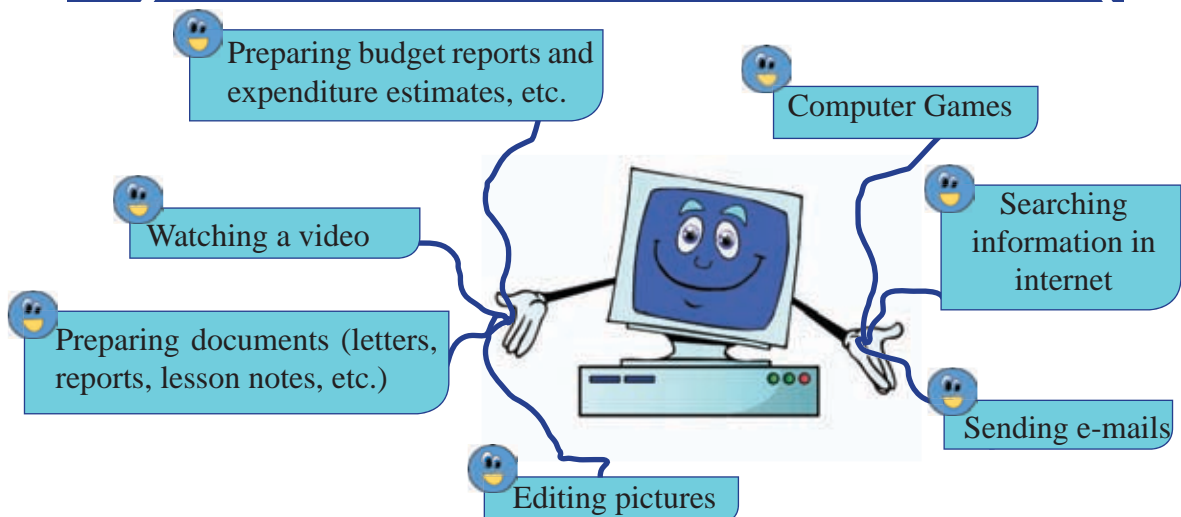 Preparing budget reports and
expenditure estimates, etc.
Computer Games
Watching a video
Searching
information in
internet
Preparing documents (letters,
reports, lesson notes, etc.)
Sending e-mails
Editing pictures